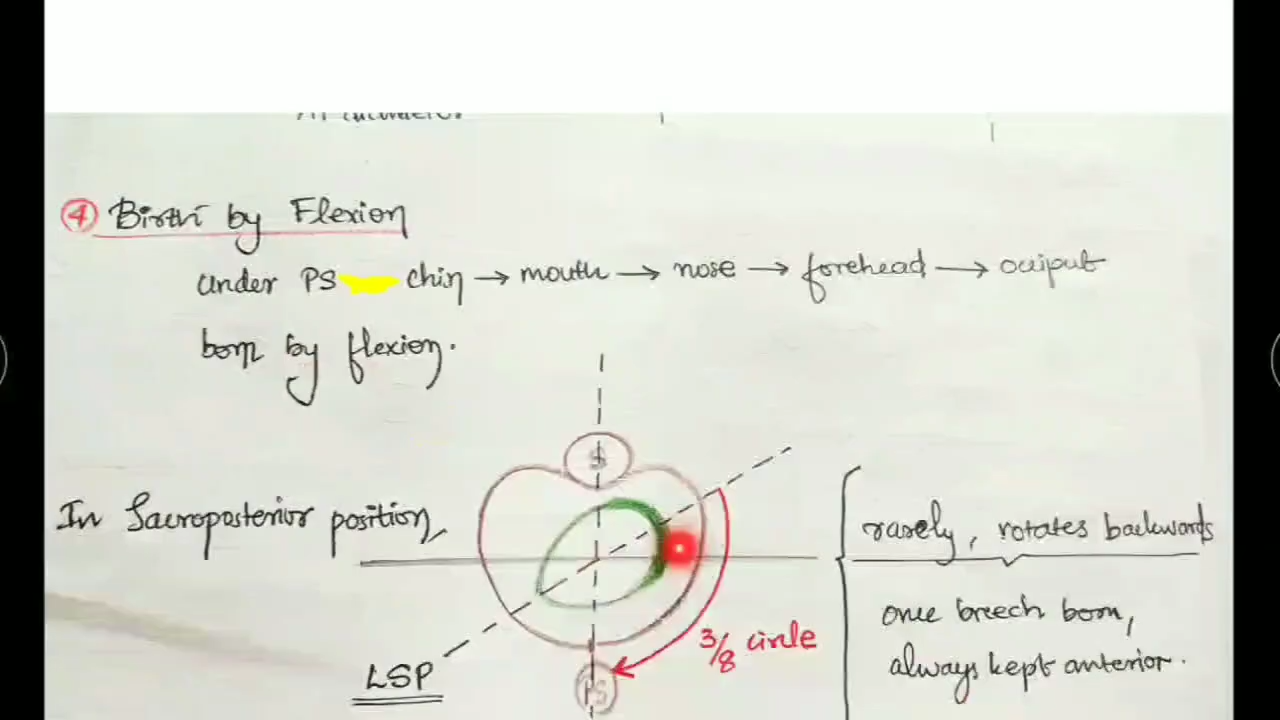 ④ Birth by Flexion
under PS chin → mouth → nose → forehead → occiput
born by flexion.
S
In Sacroposterior position,
rarely, rotates backwards
once breech born,
always kept anterior.
3/8 circle
LSP
PS